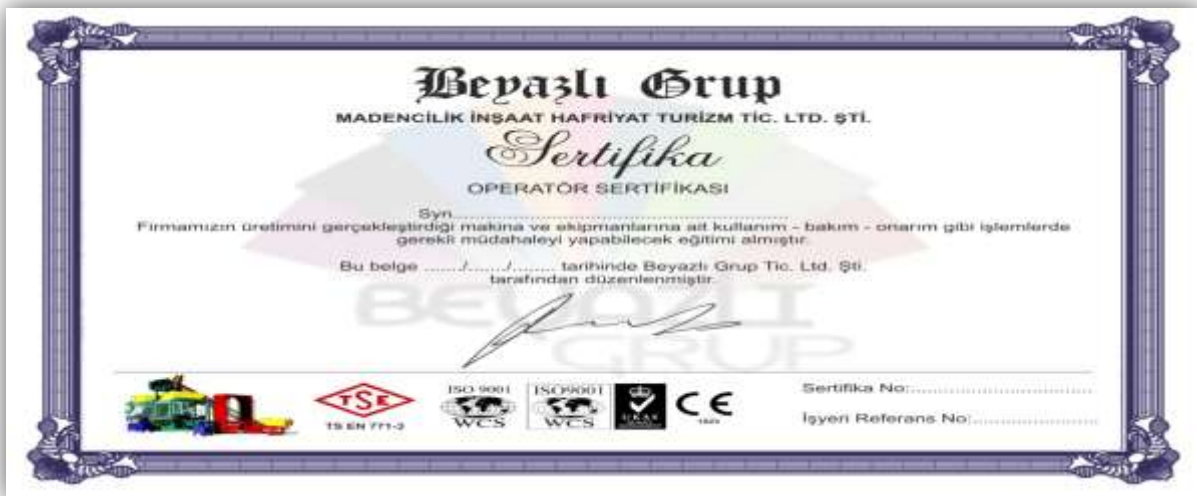 Beyazlı Grup
MADENCİLİK İNŞAAT HAFRİYAT TURİZM TİC. LTD. ŞTİ.
Sertifika
OPERATÖR SERTİFİKASI
Syn....................................................
Firmamızın üretimini gerçekleştirdiği makina ve ekipmanlarına ait kullanım - bakım - onarım gibi işlemlerde
gerekli müdahaleyi yapabilecek eğitimi almıştır.
Bu belge ......./......./........ tarihinde Beyazlı Grup Tic. Ltd. Şti.
tarafından düzenlenmiştir.
BEYAZLI
GRUP
TSE
TS EN 771-3
ISO 9001
WCS
ISO9001
WCS
UKAS
CE
Sertifika No:..............................
İşyeri Referans No:.....................